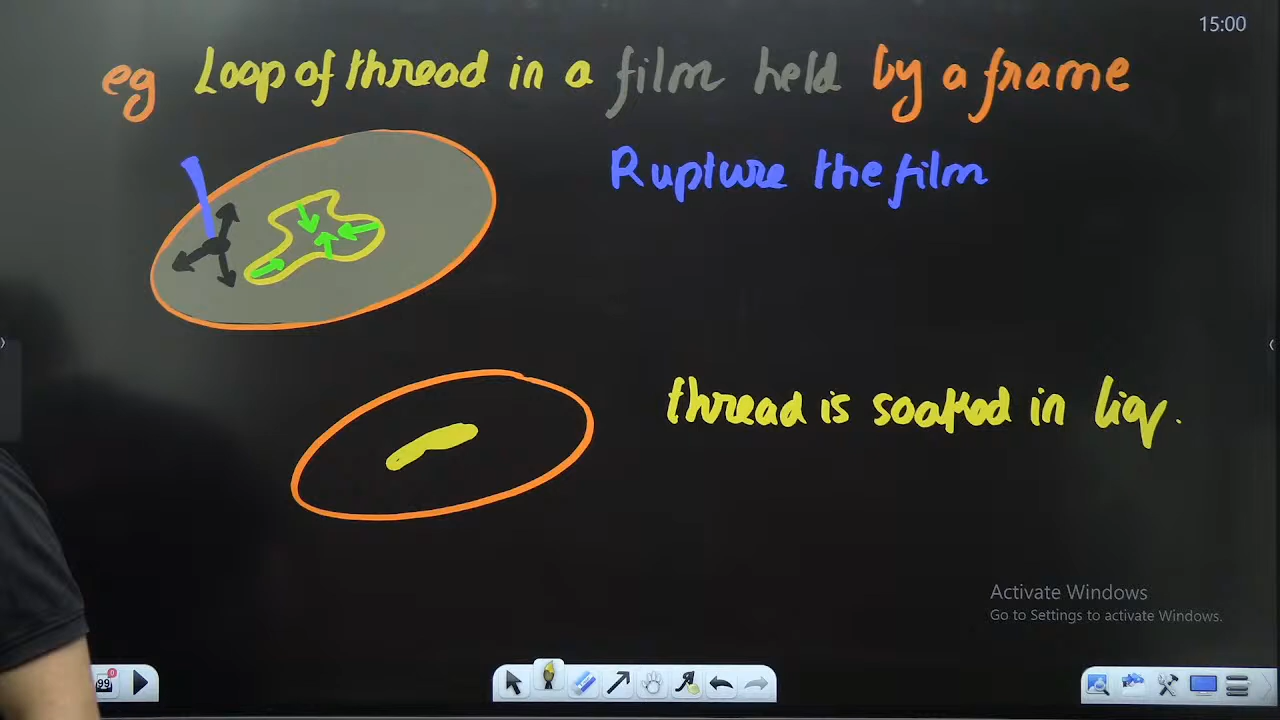 15:00
eg Loop of thread in a film held by a frame
Rupture the film
thread is soaked in liq.
Activate Windows
Go to Settings to activate Windows.
99